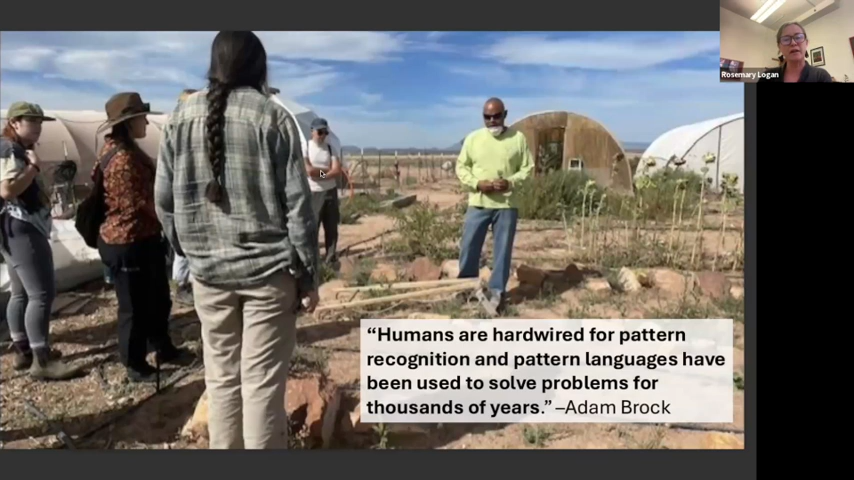 Rosemary Logan
“Humans are hardwired for pattern
recognition and pattern languages have
been used to solve problems for
thousands of years.” –Adam Brock